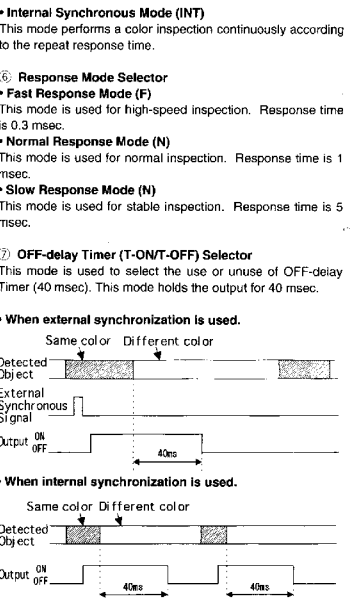 • Internal Synchronous Mode (INT)
This mode performs a color inspection continuously according
to the repeat response time.
⑥ Response Mode Selector
• Fast Response Mode (F)
This mode is used for high-speed inspection. Response time
is 0.3 msec.
• Normal Response Mode (N)
This mode is used for normal inspection. Response time is 1
msec.
• Slow Response Mode (N)
This mode is used for stable inspection. Response time is 5
msec.
⑦ OFF-delay Timer (T-ON/T-OFF) Selector
This mode is used to select the use or unuse of OFF-delay
Timer (40 msec). This mode holds the output for 40 msec.
• When external synchronization is used.
Same color Different color
Detected
Object
External
Synchronous
Signal
Output ON
OFF
40ms
• When internal synchronization is used.
Same color Different color
Detected
Object
Output ON
OFF
40ms 40ms